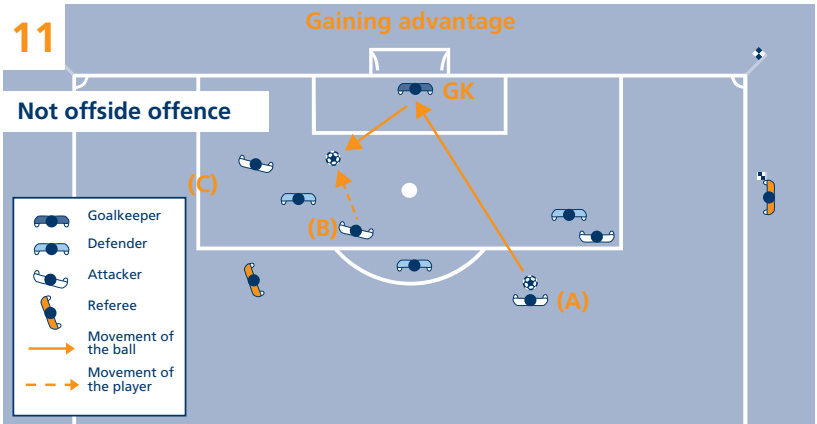 11
Gaining advantage
GK
Not offside offence
(C)
(B)
(A)
Goalkeeper
Defender
Attacker
Referee
Movement of
the ball
Movement of
the player